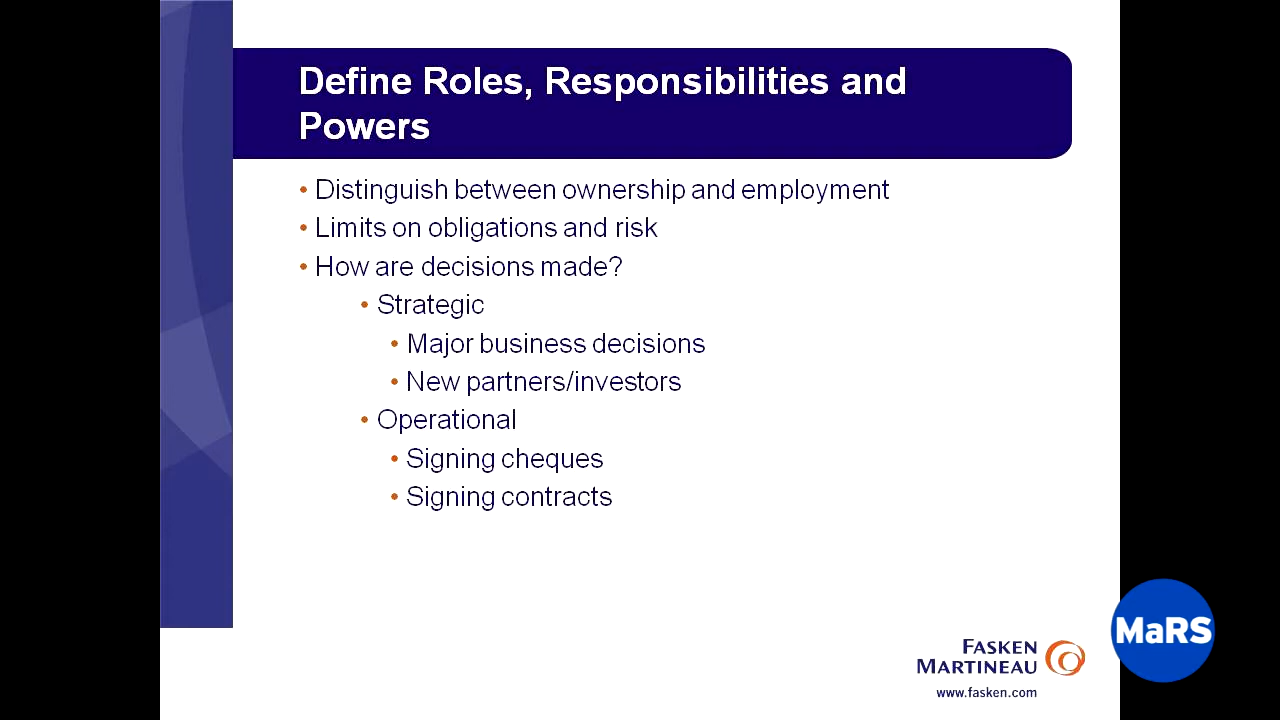 Define Roles, Responsibilities and
Powers
• Distinguish between ownership and employment
• Limits on obligations and risk
• How are decisions made?
• Strategic
• Major business decisions
• New partners/investors
• Operational
• Signing cheques
• Signing contracts
FASKEN
MARTINEAU
www.fasken.com
MaRS